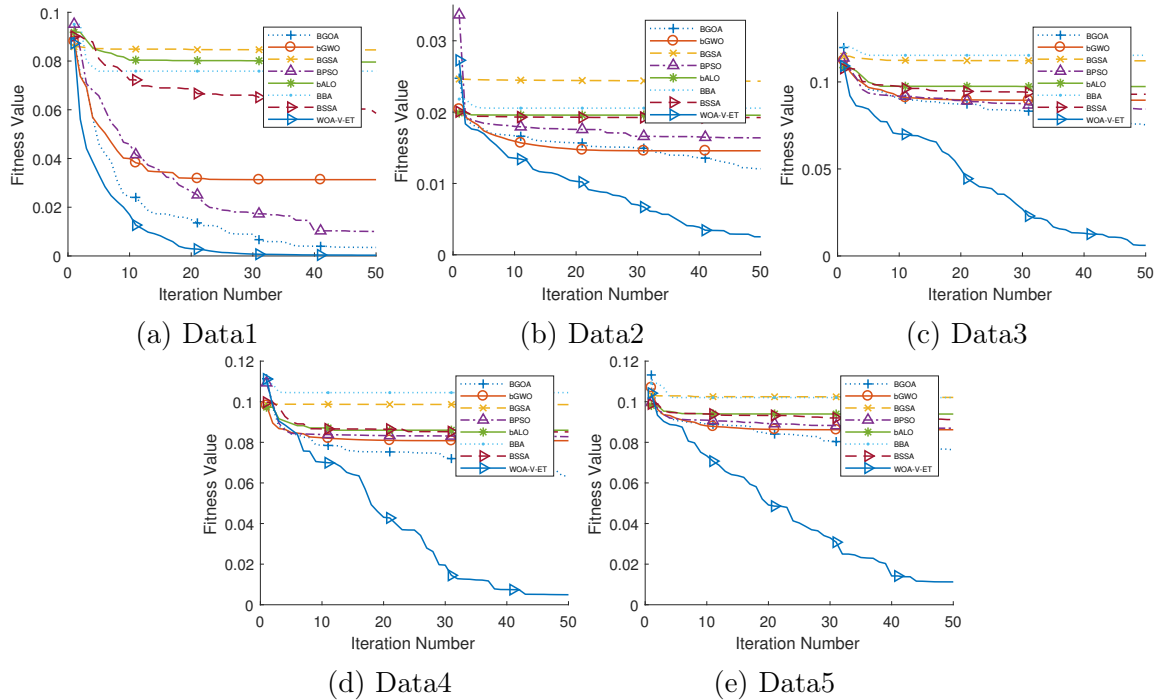 0.1
0.08
0.06
0.04
0.02
0
0 10 20 30 40 50
Fitness Value
Iteration Number
BGOA
bGWO
BGSA
BPSO
bALO
BBA
BSSA
WOA-V-ET
(a) Data1
0.03
0.02
0.01
0
0 10 20 30 40 50
Fitness Value
Iteration Number
BGOA
bGWO
BGSA
BPSO
bALO
BBA
BSSA
WOA-V-ET
(b) Data2
0.1
0.05
0
0 10 20 30 40 50
Fitness Value
Iteration Number
BGOA
bGWO
BGSA
BPSO
bALO
BBA
BSSA
WOA-V-ET
(c) Data3
0.12
0.1
0.08
0.06
0.04
0.02
0
0 10 20 30 40 50
Fitness Value
Iteration Number
BGOA
bGWO
BGSA
BPSO
bALO
BBA
BSSA
WOA-V-ET
(d) Data4
0.12
0.1
0.08
0.06
0.04
0.02
0
0 10 20 30 40 50
Fitness Value
Iteration Number
BGOA
bGWO
BGSA
BPSO
bALO
BBA
BSSA
WOA-V-ET
(e) Data5